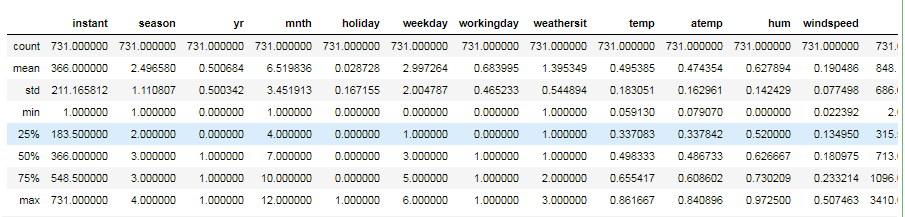 instant season yr mnth holiday weekday workingday weathersit temp atemp hum windspeed
count 731.000000 731.000000 731.000000 731.000000 731.000000 731.000000 731.000000 731.000000 731.000000 731.000000 731.000000 731.000000 731.
mean 366.000000 2.496580 0.500684 6.519836 0.028728 2.997264 0.683995 1.395349 0.495385 0.474354 0.627894 0.190486 848.
std 211.165812 1.110807 0.500342 3.451913 0.167155 2.004787 0.465233 0.544894 0.183051 0.162961 0.142429 0.077498 686.
min 1.000000 1.000000 0.000000 1.000000 0.000000 0.000000 0.000000 1.000000 0.059130 0.079070 0.000000 0.022392 2.
25% 183.500000 2.000000 0.000000 4.000000 0.000000 1.000000 0.000000 1.000000 0.337083 0.337842 0.520000 0.134950 315.
50% 366.000000 3.000000 1.000000 7.000000 0.000000 3.000000 1.000000 1.000000 0.498333 0.486733 0.626667 0.180975 713.
75% 548.500000 3.000000 1.000000 10.000000 0.000000 5.000000 1.000000 2.000000 0.655417 0.608602 0.730209 0.233214 1096.
max 731.000000 4.000000 1.000000 12.000000 1.000000 6.000000 1.000000 3.000000 0.861667 0.840896 0.972500 0.507463 3410.